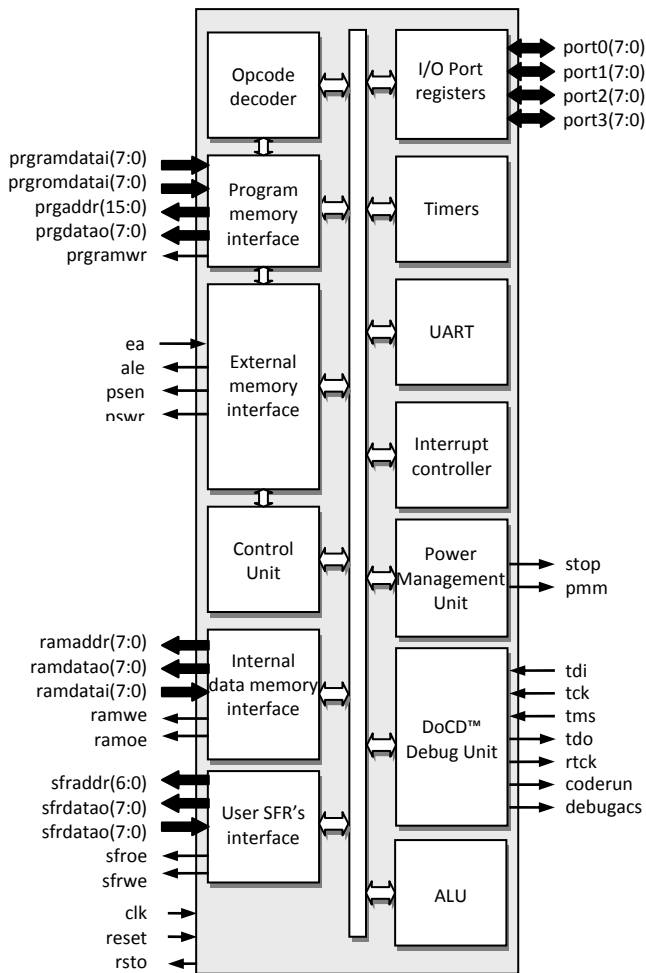 Opcode
decoder
I/O Port
registers
port0(7:0)
port1(7:0)
port2(7:0)
port3(7:0)
prgramdatai(7:0)
prgromdatai(7:0)
prgaddr(15:0)
prgdatao(7:0)
prgramwr
Program
memory
interface
Timers
ea
ale
psen
pswr
External
memory
interface
UART
Interrupt
controller
Control
Unit
Power
Management
Unit
stop
pmm
ramaddr(7:0)
ramdatao(7:0)
ramdatai(7:0)
ramwe
ramoe
Internal
data memory
interface
DoCD™
Debug Unit
tdi
tck
tms
tdo
rtck
coderun
debugacs
sfraddr(6:0)
sfrdatao(7:0)
sfrdatao(7:0)
sfroe
sfrwe
User SFR's
interface
ALU
clk
reset
rsto